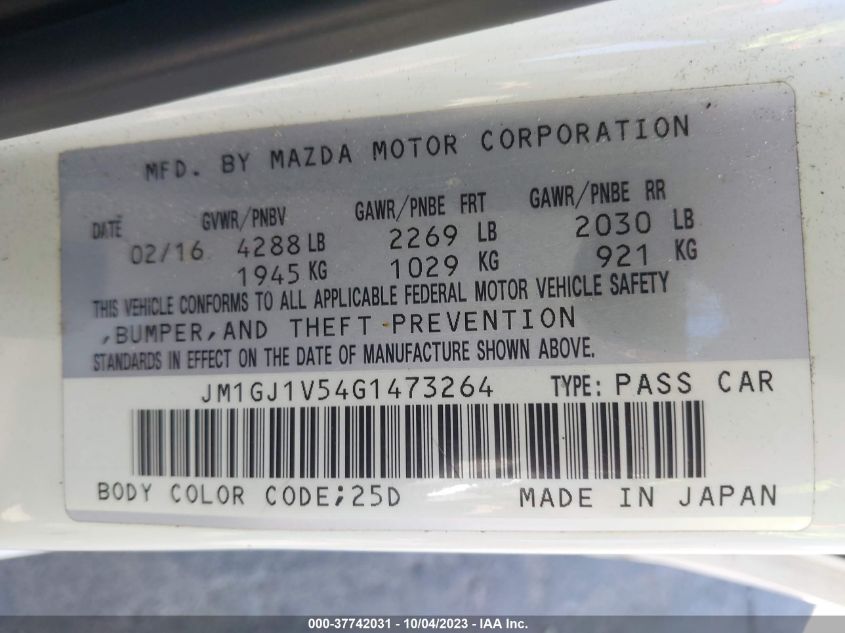 MFD. BY MAZDA MOTOR CORPORATION
DATE GVWR/PNBV GAWR/PNBE FRT GAWR/PNBE RR
02/16 4288 LB 2269 LB 2030 LB
1945 KG 1029 KG 921 KG
THIS VEHICLE CONFORMS TO ALL APPLICABLE FEDERAL MOTOR VEHICLE SAFETY
,BUMPER,AND THEFT PREVENTION
STANDARDS IN EFFECT ON THE DATE OF MANUFACTURE SHOWN ABOVE.
JM1GJ1V54G1473264 TYPE: PASS CAR
BODY COLOR CODE;25D MADE IN JAPAN
000-37742031 - 10/04/2023 - IAA Inc.